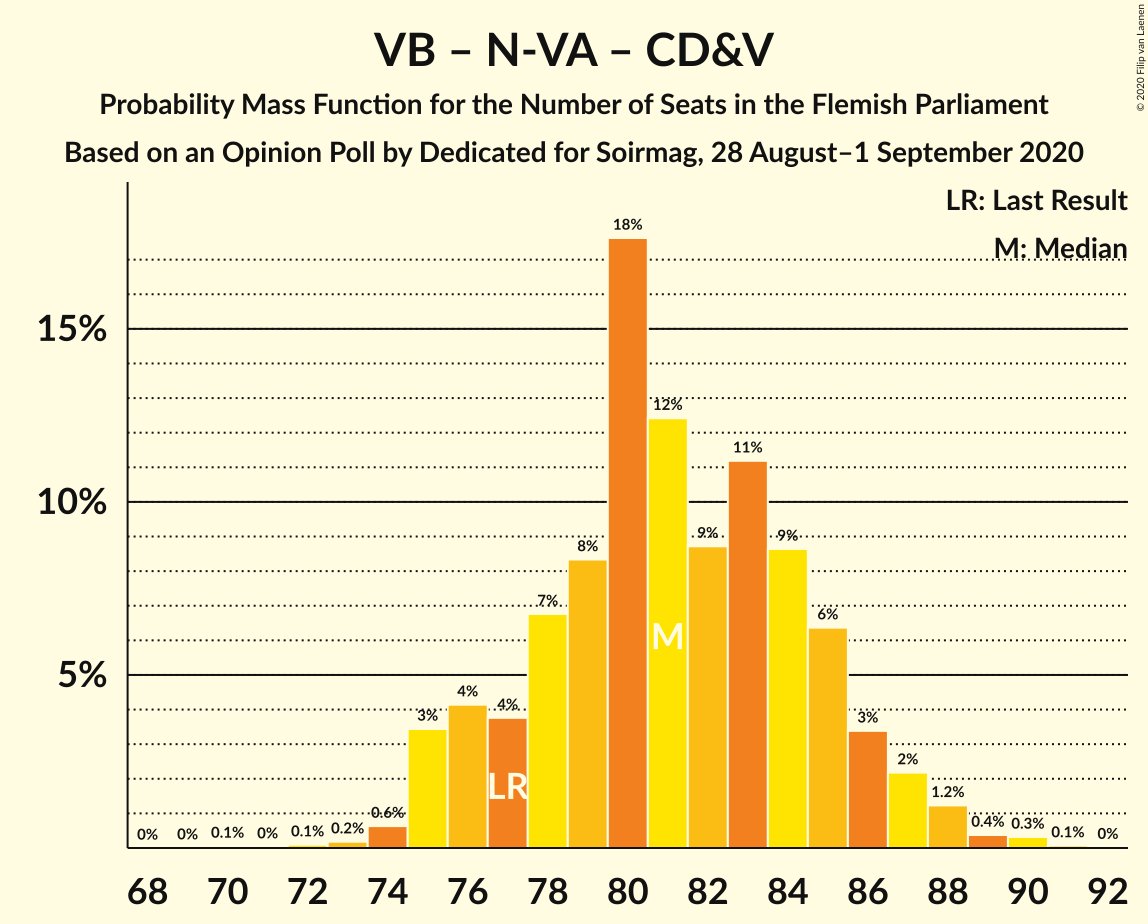 VB – N-VA – CD&V
Probability Mass Function for the Number of Seats in the Flemish Parliament
Based on an Opinion Poll by Dedicated for Soirmag, 28 August–1 September 2020
© 2020 Filip van Laenen
LR: Last Result
M: Median
15%
10%
5%
0% 0% 0.1% 0% 0.1% 0.2% 0.6% 3% 4% 4% 7% 8% 18% 12% 9% 11% 9% 6% 3% 2% 1.2% 0.4% 0.3% 0.1% 0%
LR
M
68 70 72 74 76 78 80 82 84 86 88 90 92